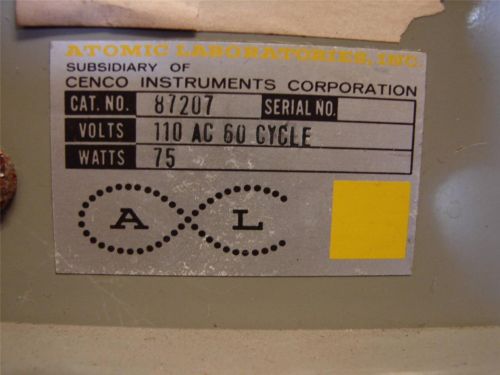 ATOMIC LABORATORIES, INC.
SUBSIDIARY OF
CENCO INSTRUMENTS CORPORATION
CAT. NO. 87207 SERIAL NO.
VOLTS 110 AC 60 CYCLE
WATTS 75
A L